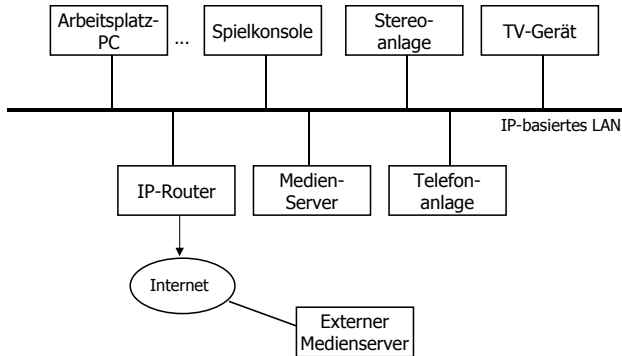 Arbeitsplatz-
PC
...
Spielkonsole
Stereo-
anlage
TV-Gerät
IP-basiertes LAN
IP-Router
Medien-
Server
Telefon-
anlage
Internet
Externer
Medienserver